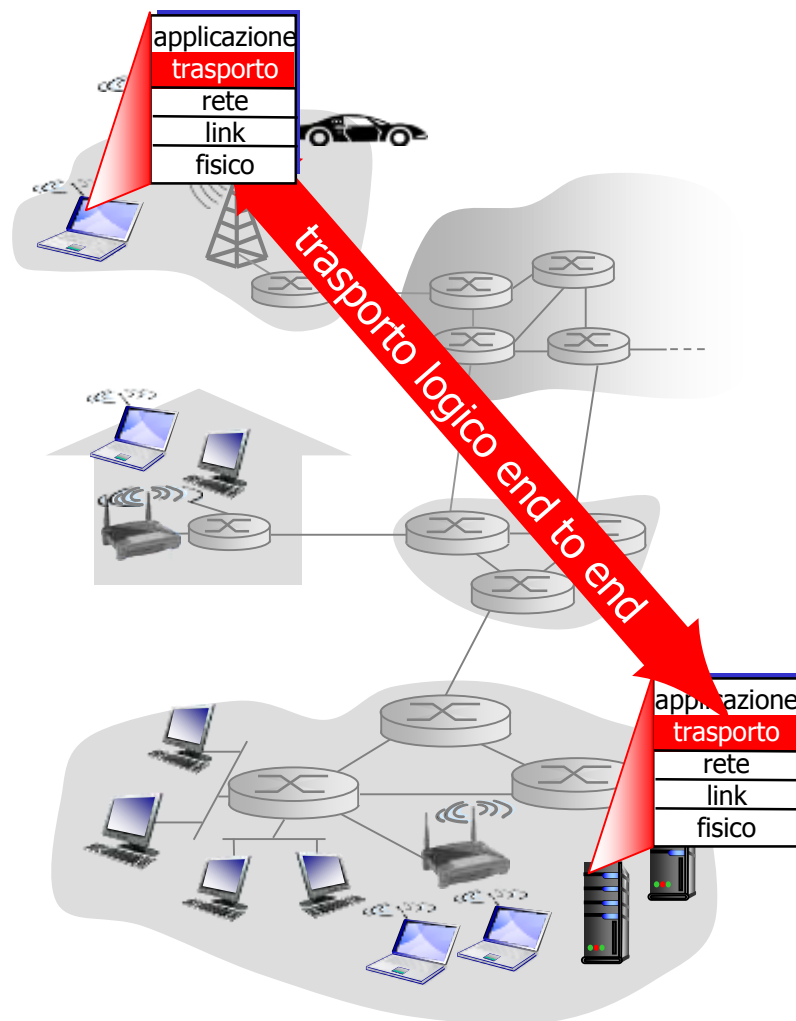 applicazione
trasporto
rete
link
fisico
trasporto logico end to end
applicazione
trasporto
rete
link
fisico